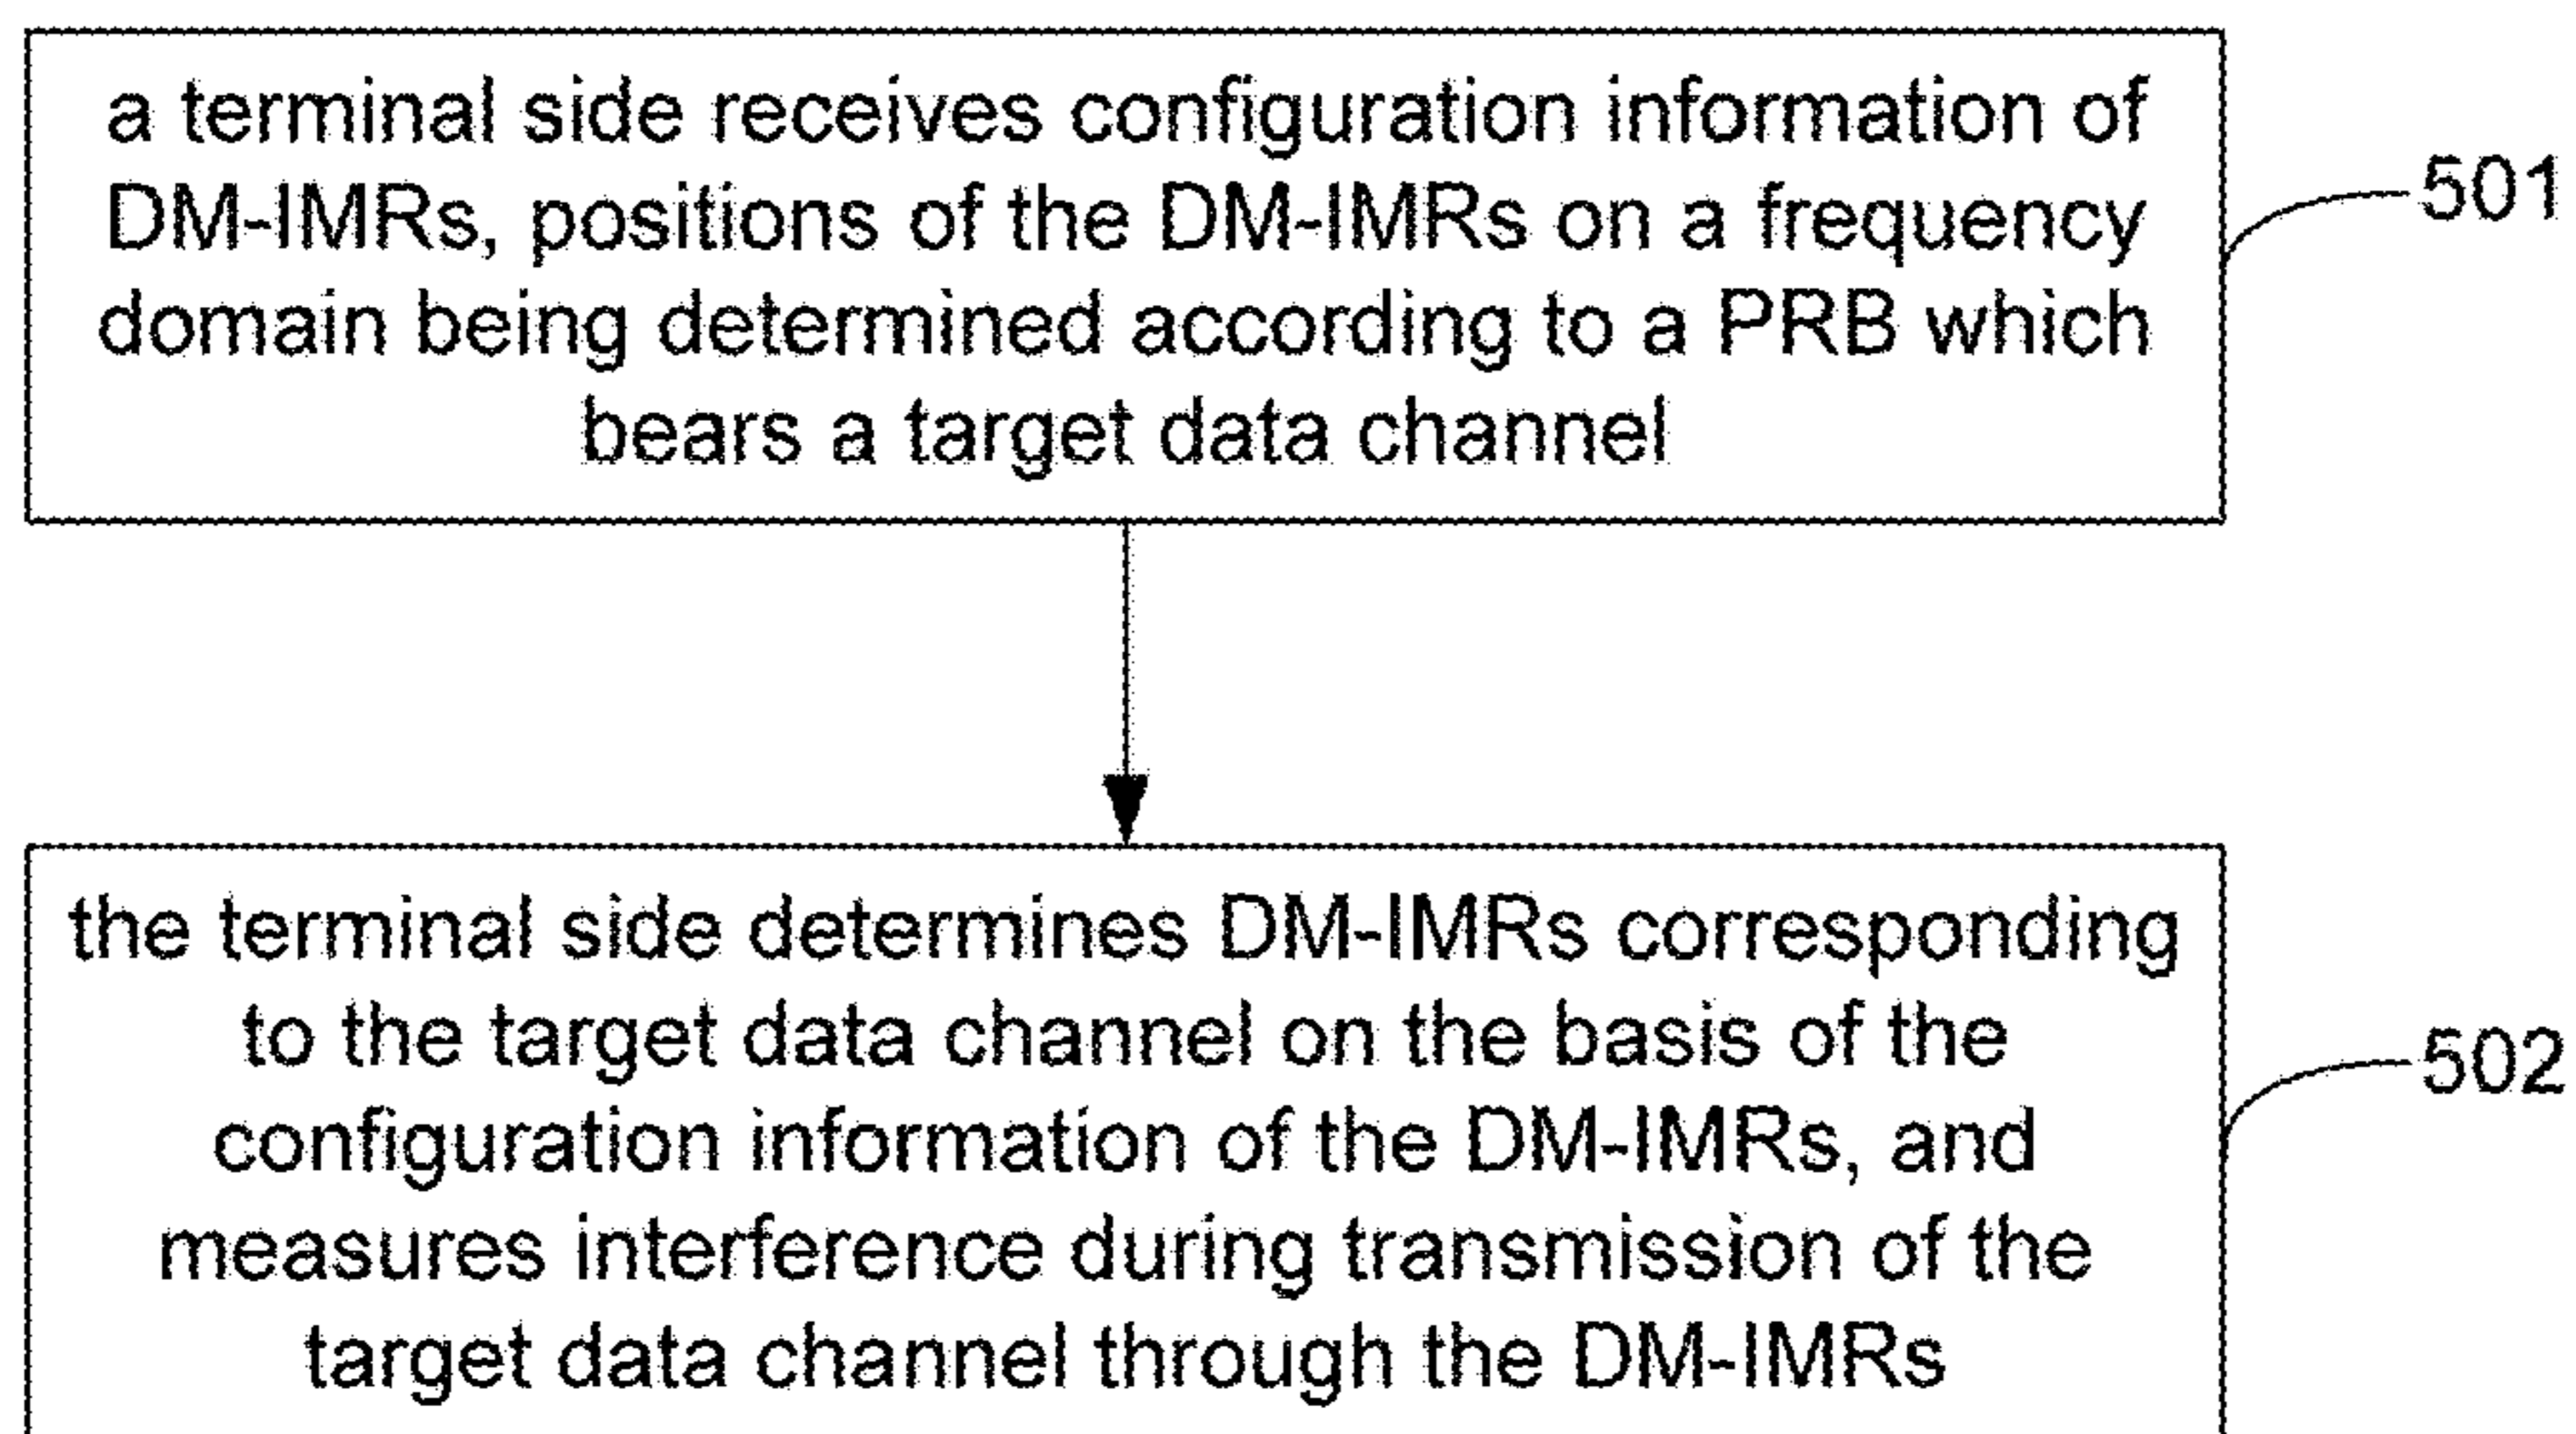 a terminal side receives configuration information of
DM-IMRs, positions of the DM-IMRs on a frequency
domain being determined according to a PRB which
bears a target data channel
501
the terminal side determines DM-IMRs corresponding
to the target data channel on the basis of the
configuration information of the DM-IMRs, and
measures interference during transmission of the
target data channel through the DM-IMRs
502